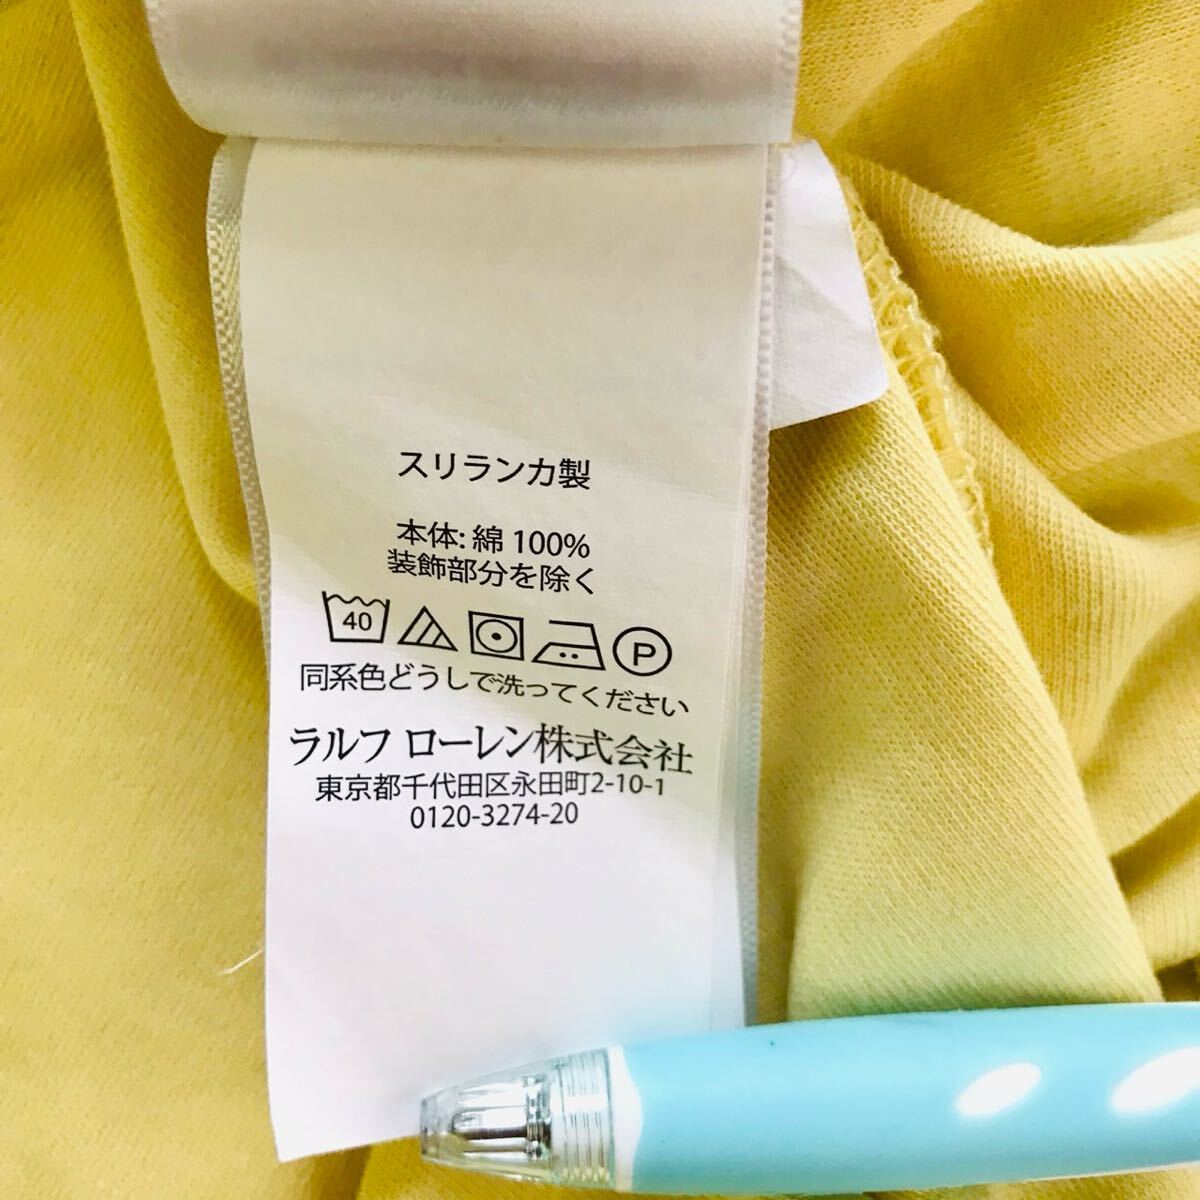 スリランカ製
本体: 綿 100%
装飾部分を除く
40 P
同系色どうしで洗ってください
ラルフ ローレン株式会社
東京都千代田区永田町2-10-1
0120-3274-20